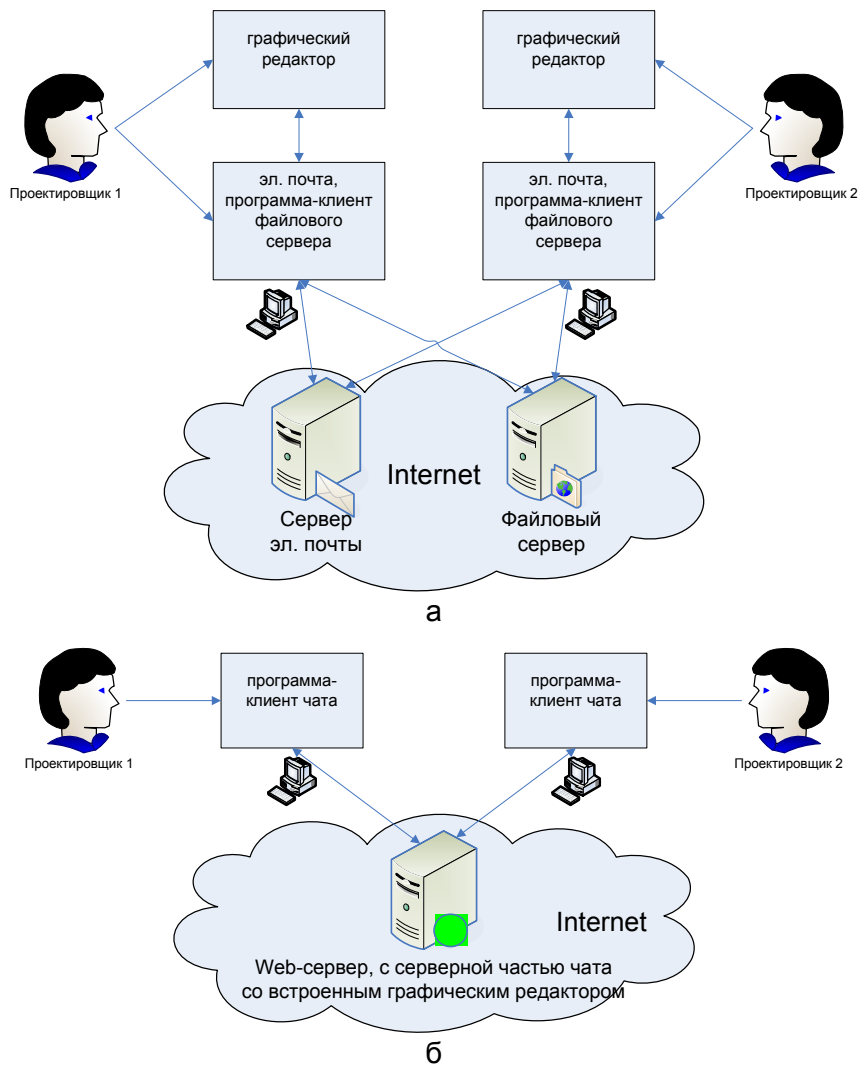 графический
редактор
графический
редактор
Проектировщик 1
Проектировщик 2
эл. почта,
программа-клиент
файлового
сервера
эл. почта,
программа-клиент
файлового
сервера
Internet
Сервер
эл. почты
Файловый
сервер
а
программа-
клиент чата
программа-
клиент чата
Проектировщик 1
Проектировщик 2
Internet
Web-сервер, с серверной частью чата
со встроенным графическим редактором
б